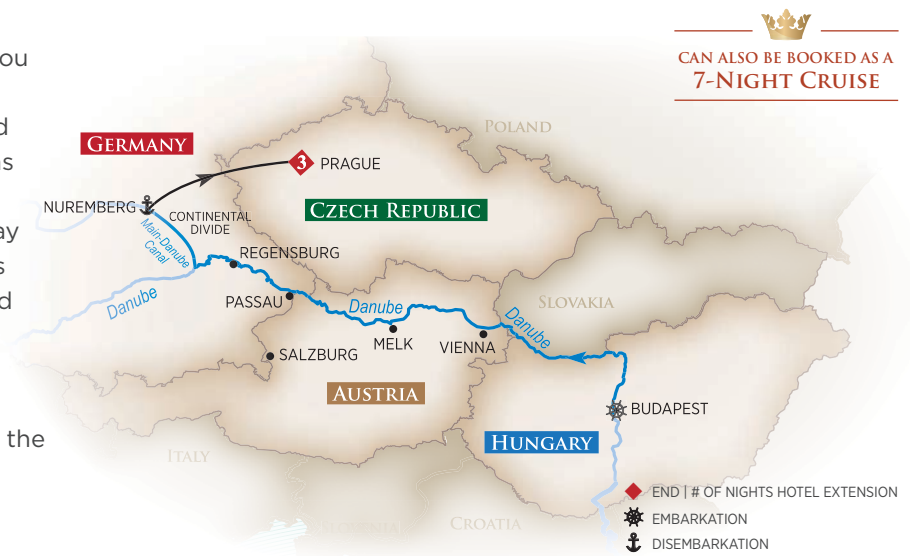 ou
d
ns
ay
s
d
the
CAN ALSO BE BOOKED AS A
7-NIGHT CRUISE
POLAND
GERMANY
3 PRAGUE
NUREMBERG
CONTINENTAL
DIVIDE
CZECH REPUBLIC
Main-Danube
Canal
REGENSBURG
Danube
PASSAU
Danube
SLOVAKIA
Danube
MELK
VIENNA
SALZBURG
AUSTRIA
BUDAPEST
HUNGARY
ITALY
SLOVENIA
CROATIA
END | # OF NIGHTS HOTEL EXTENSION
EMBARKATION
DISEMBARKATION